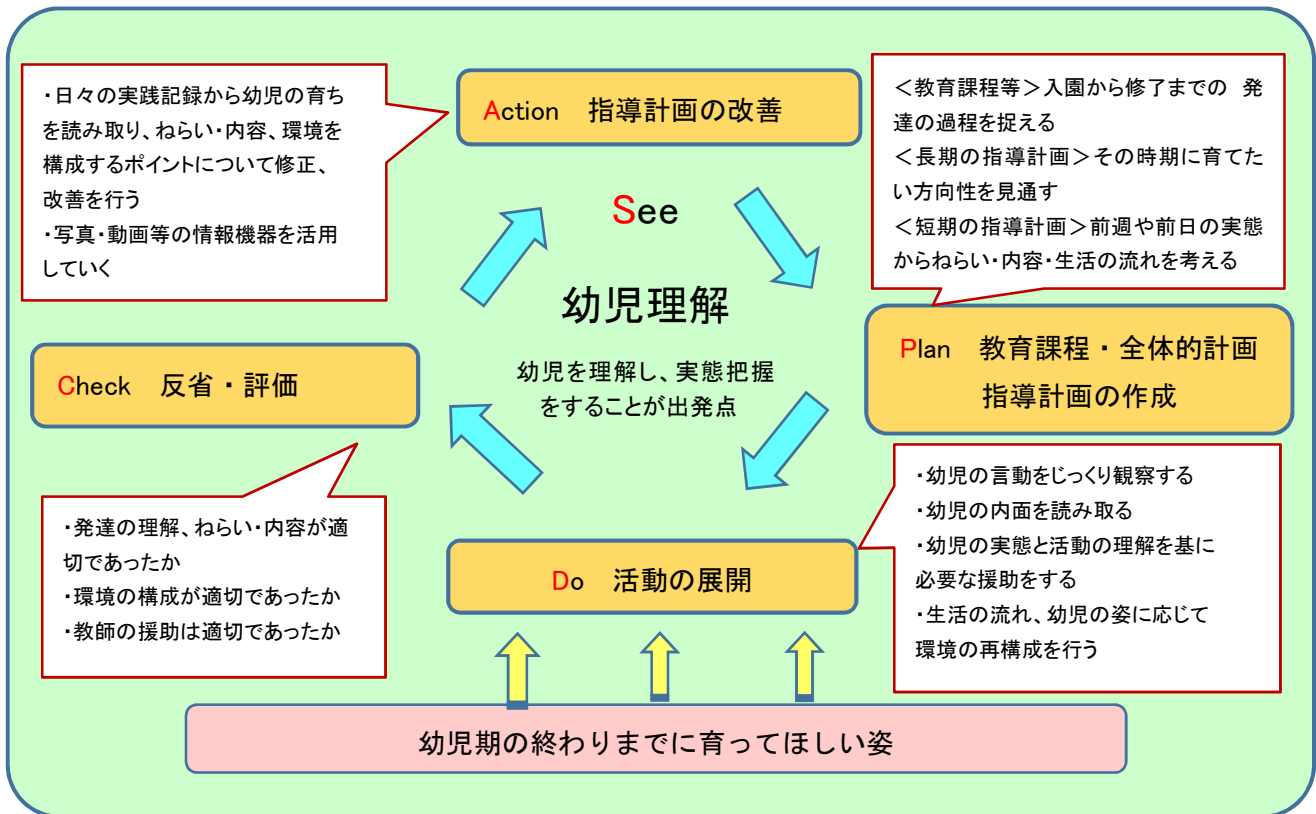 ・日々の実践記録から幼児の育ち
を読み取り、ねらい・内容、環境を
構成するポイントについて修正、
改善を行う
・写真・動画等の情報機器を活用
していく
Action　指導計画の改善
＜教育課程等＞入園から修了までの　発
達の過程を捉える
＜長期の指導計画＞その時期に育てた
い方向性を見通す
＜短期の指導計画＞前週や前日の実態
からねらい・内容・生活の流れを考える
See
幼児理解
幼児を理解し、実態把握
をすることが出発点
Check　反省・評価
Plan　教育課程・全体的計画
指導計画の作成
・発達の理解、ねらい・内容が適
切であったか
・環境の構成が適切であったか
・教師の援助は適切であったか
Do　活動の展開
・幼児の言動をじっくり観察する
・幼児の内面を読み取る
・幼児の実態と活動の理解を基に
必要な援助をする
・生活の流れ、幼児の姿に応じて
環境の再構成を行う
幼児期の終わりまでに育ってほしい姿